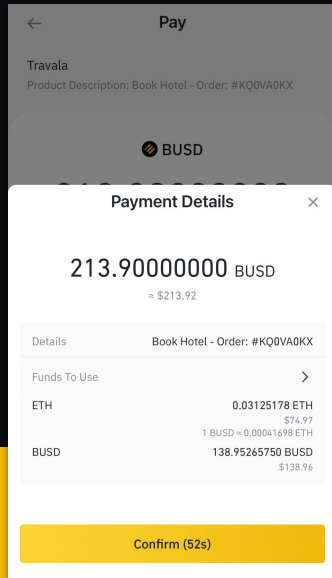 Pay
Travala
Product Description: Book Hotel - Order: #KQ0VA0KX
BUSD
Payment Details
213.90000000 BUSD
≈ $213.92
Details Book Hotel - Order: #KQ0VA0KX
Funds To Use
ETH 0.03125178 ETH
$74.97
1 BUSD ≈ 0.00041698 ETH
BUSD 138.95265750 BUSD
$138.96
Confirm (52s)